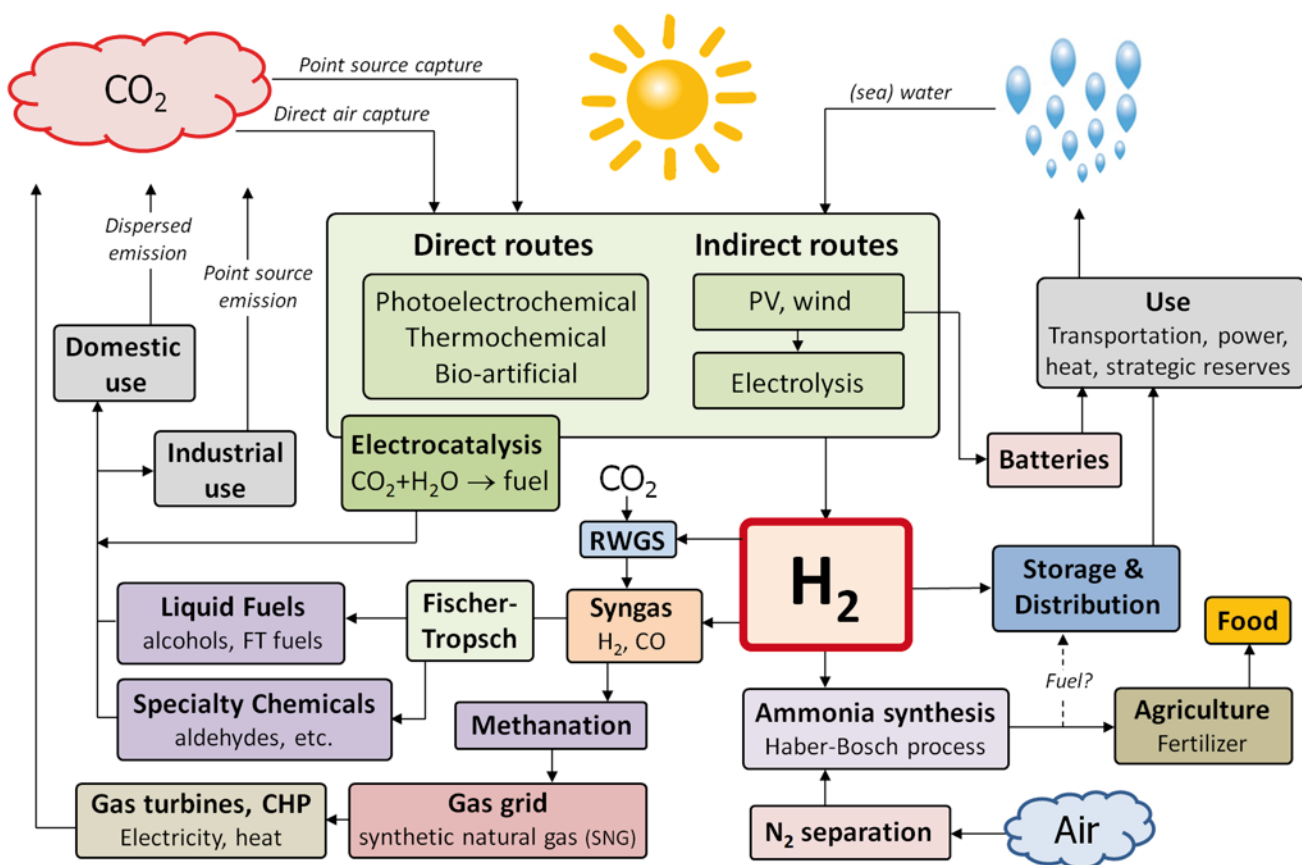 CO₂
Point source capture
Direct air capture
(sea) water
Dispersed
emission
Point source
emission
Direct routes
Photoelectrochemical
Thermochemical
Bio-artificial
Indirect routes
PV, wind
Electrolysis
Use
Transportation, power,
heat, strategic reserves
Domestic
use
Industrial
use
Electrocatalysis
CO₂+H₂O → fuel
Batteries
CO₂
RWGS
H₂
Storage &
Distribution
Liquid Fuels
alcohols, FT fuels
Fischer-
Tropsch
Syngas
H₂, CO
Food
Fuel?
Specialty Chemicals
aldehydes, etc.
Methanation
Ammonia synthesis
Haber-Bosch process
Agriculture
Fertilizer
Gas turbines, CHP
Electricity, heat
Gas grid
synthetic natural gas (SNG)
N₂ separation
Air